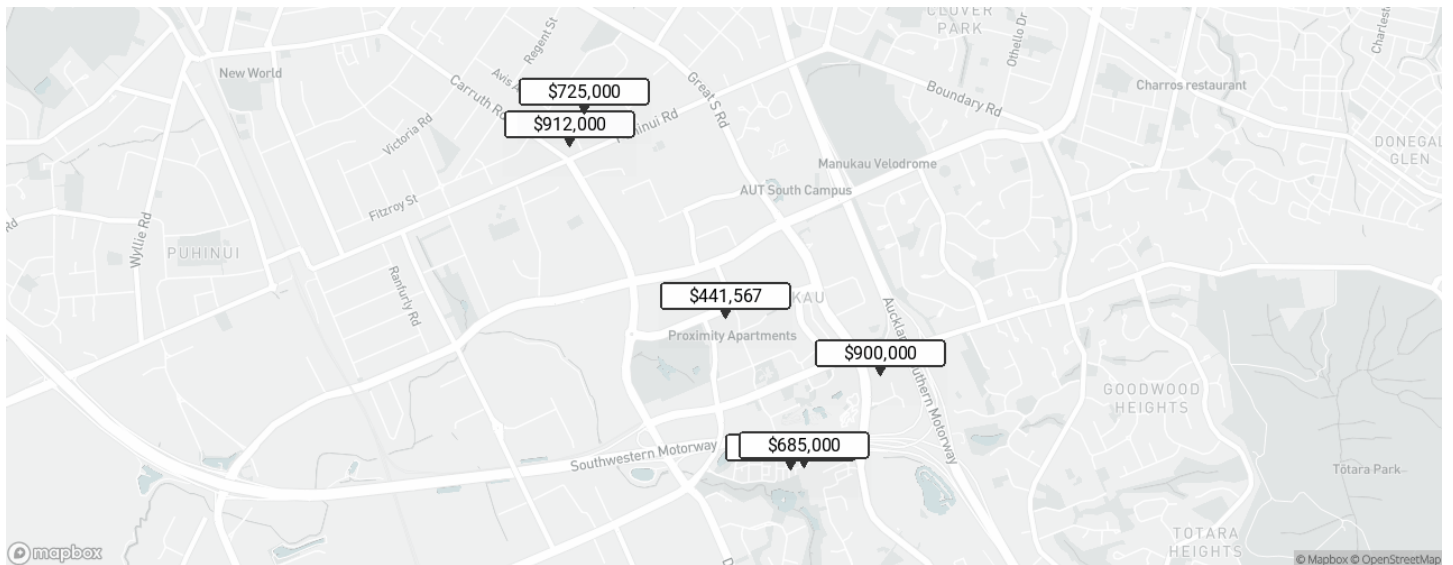 CLOVER
PARK
Othello Dr
Charlest
Regent St
New World
Avis A
Carruth Rd
$725,000
Great S Rd
Boundary Rd
Charros restaurant
$912,000
Puhinui Rd
Victoria Rd
Manukau Velodrome
DONEGAL
GLEN
AUT South Campus
Fitzroy St
Rd
Wyllie Rd
PUHINUI
Ranfurly Rd
$441,567
KAU
Proximity Apartments
$900,000
Auckland Southern Motorway
GOODWOOD
HEIGHTS
$685,000
Southwestern Motorway
Tōtara Park
TOTARA
HEIGHTS
D
mapbox
© Mapbox © OpenStreetMap